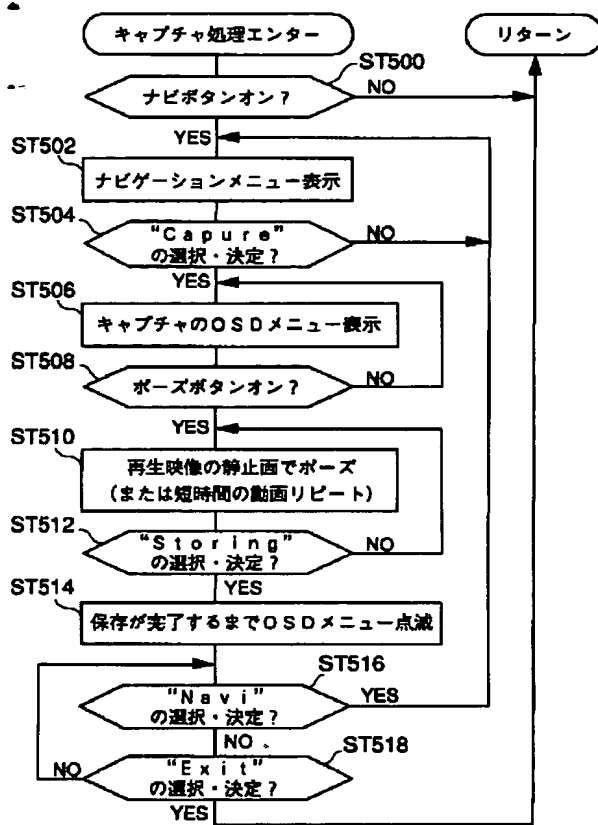 キャプチャ処理エンター
リターン
ST500
ナビボタンオン?
NO
YES
ST502
ナビゲーションメニュー表示
ST504
“Capure”
の選択・決定?
NO
YES
ST506
キャプチャのOSDメニュー表示
ST508
ポーズボタンオン?
NO
YES
ST510
再生映像の静止画でポーズ
(または短時間の動画リピート)
ST512
“Storing”
の選択・決定?
NO
YES
ST514
保存が完了するまでOSDメニュー点滅
ST516
“Navi”
の選択・決定?
YES
NO
ST518
“Exit”
の選択・決定?
NO
YES